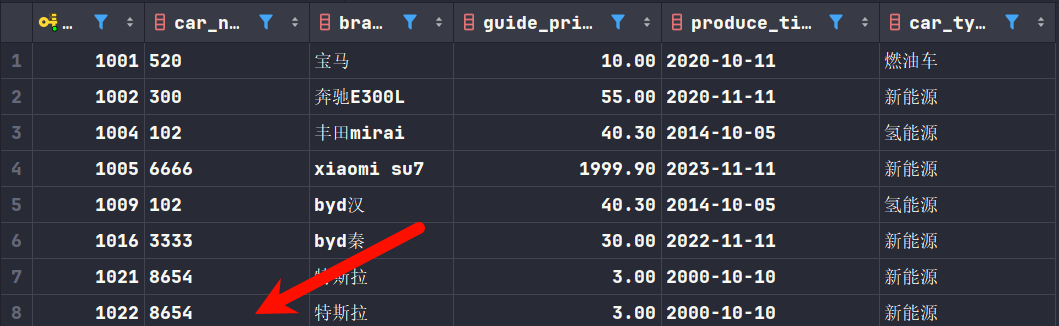 ... car_n... bra... guide_pri... produce_ti... car_ty...
1 1001 520 宝马 10.00 2020-10-11 燃油车
2 1002 300 奔驰E300L 55.00 2020-11-11 新能源
3 1004 102 丰田mirai 40.30 2014-10-05 氢能源
4 1005 6666 xiaomi su7 1999.90 2023-11-11 新能源
5 1009 102 byd汉 40.30 2014-10-05 氢能源
6 1016 3333 byd秦 30.00 2022-11-11 新能源
7 1021 8654 特斯拉 3.00 2000-10-10 新能源
8 1022 8654 特斯拉 3.00 2000-10-10 新能源